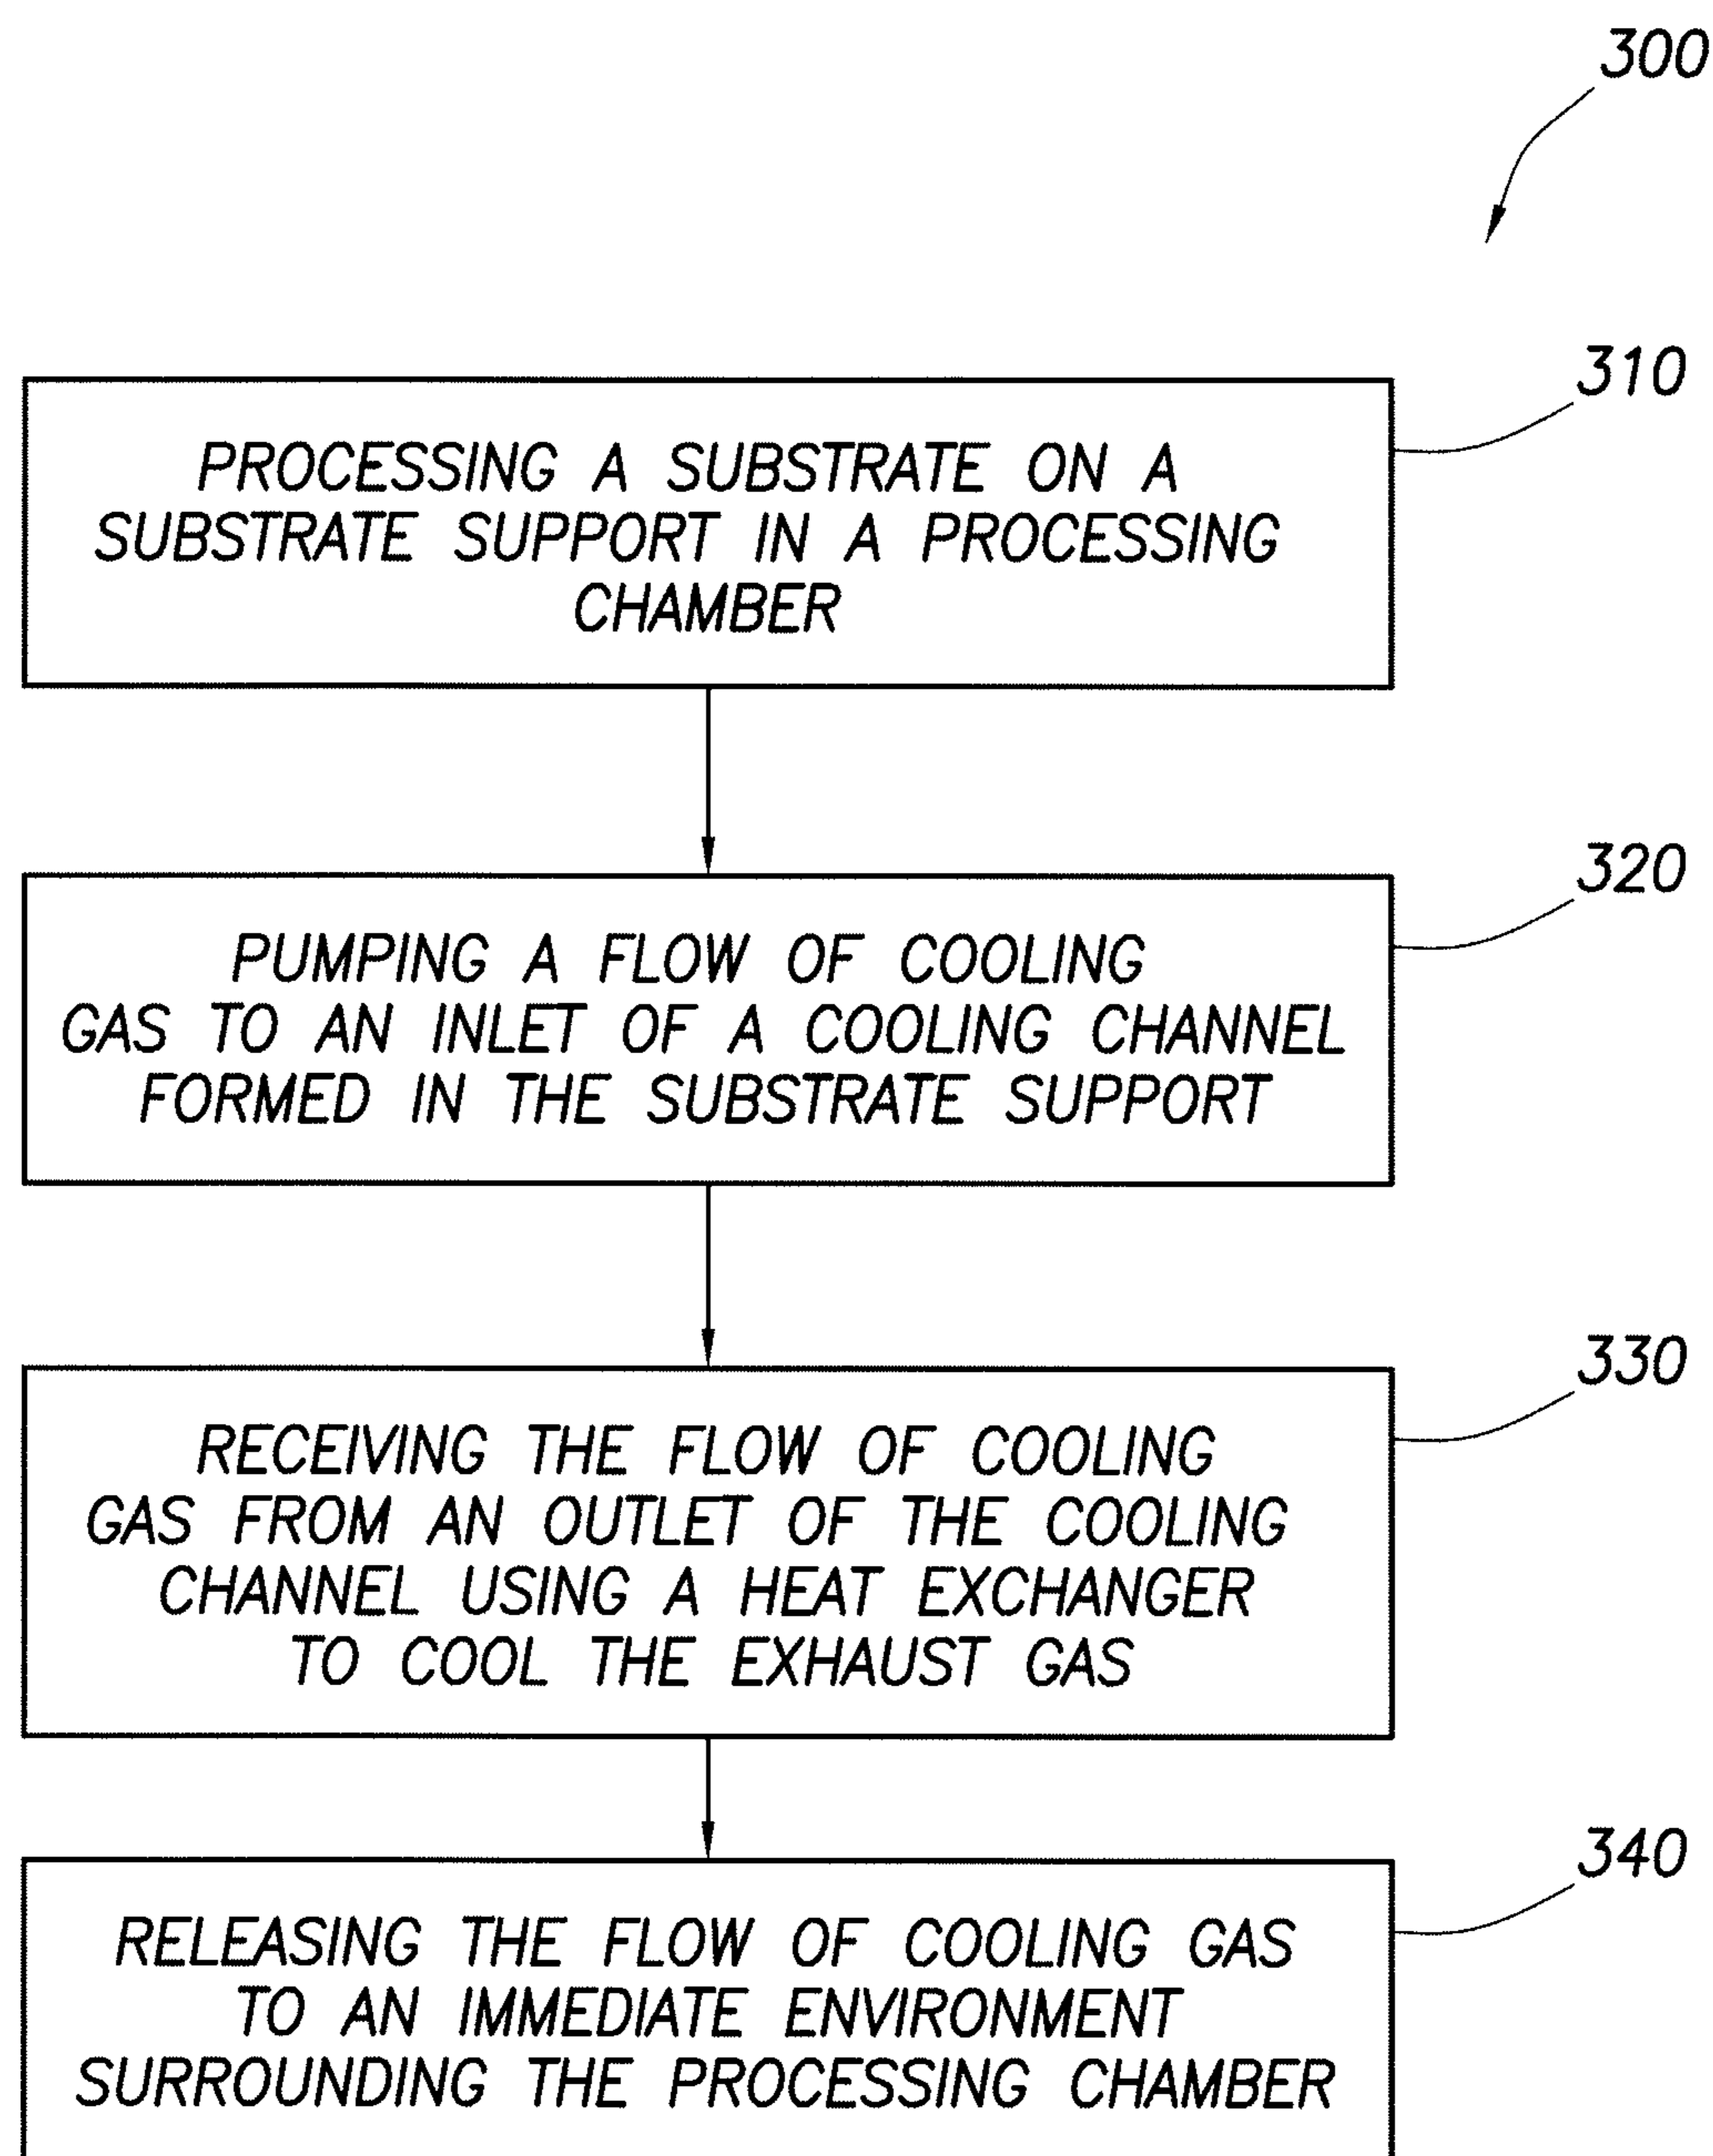 300
310
PROCESSING A SUBSTRATE ON A
SUBSTRATE SUPPORT IN A PROCESSING
CHAMBER
320
PUMPING A FLOW OF COOLING
GAS TO AN INLET OF A COOLING CHANNEL
FORMED IN THE SUBSTRATE SUPPORT
330
RECEIVING THE FLOW OF COOLING
GAS FROM AN OUTLET OF THE COOLING
CHANNEL USING A HEAT EXCHANGER
TO COOL THE EXHAUST GAS
340
RELEASING THE FLOW OF COOLING GAS
TO AN IMMEDIATE ENVIRONMENT
SURROUNDING THE PROCESSING CHAMBER